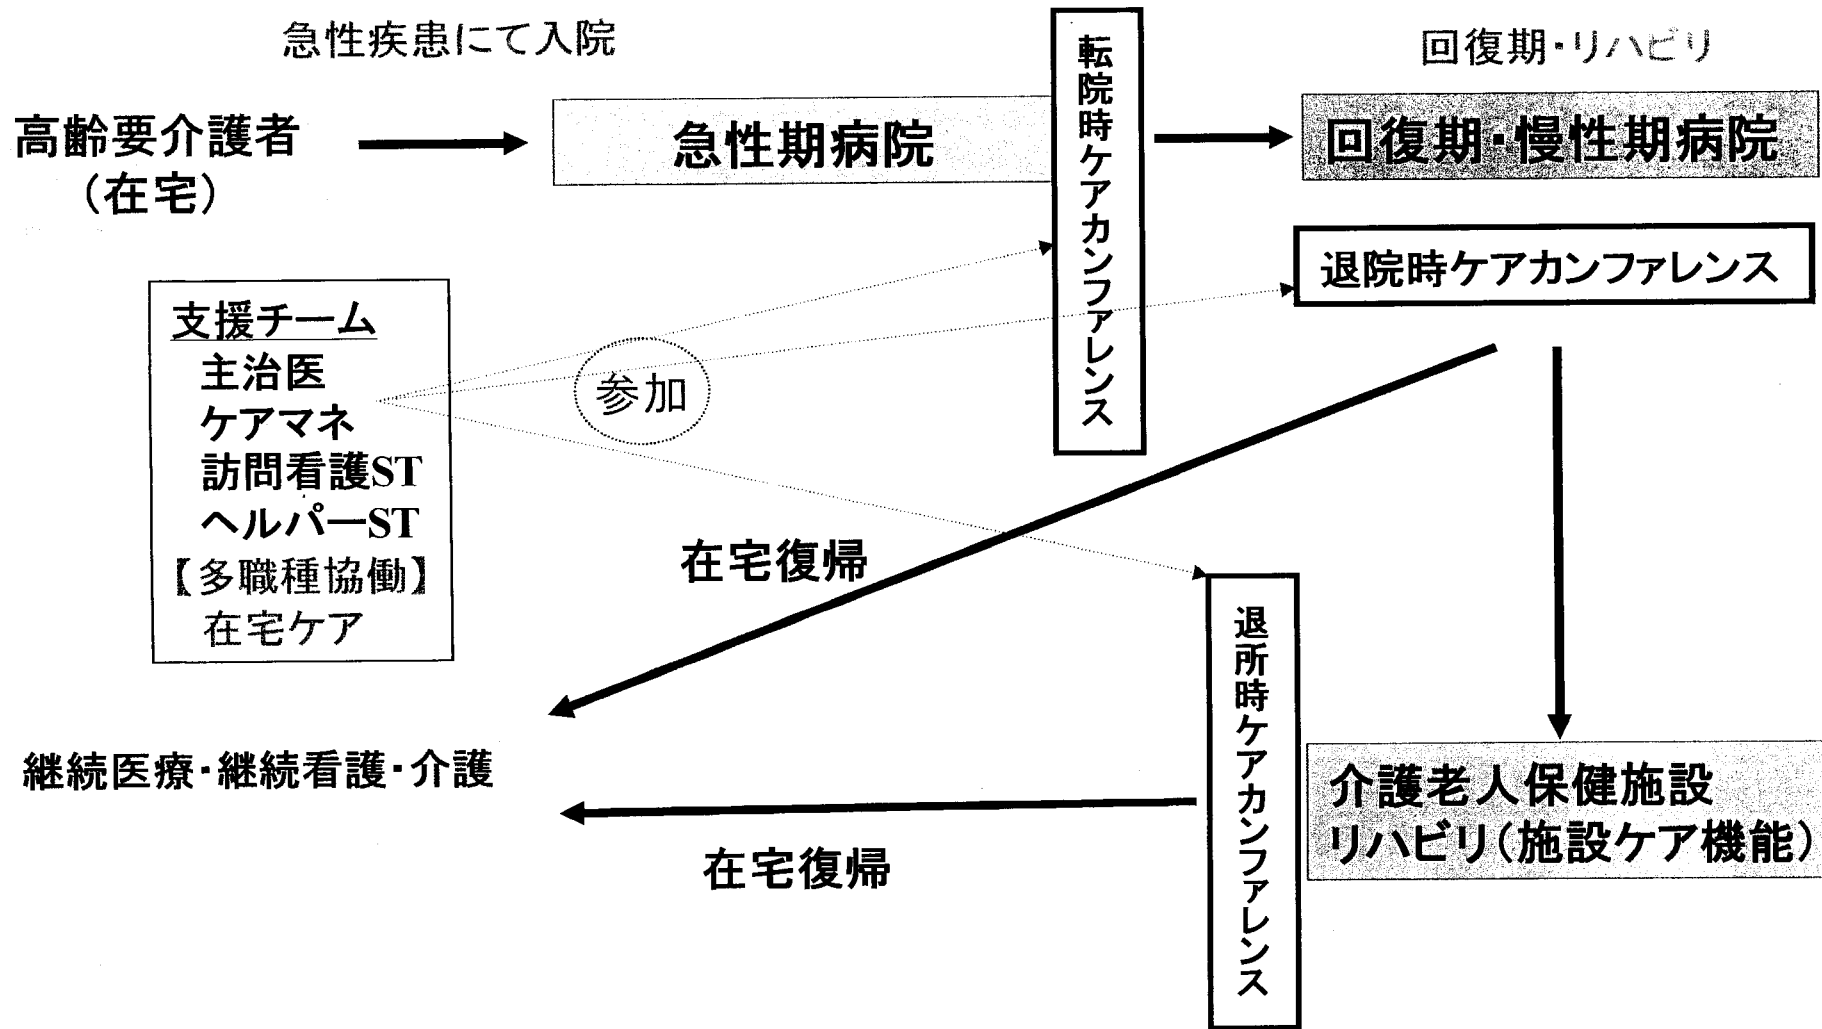 急性疾患にて入院
回復期・リハビリ
高齢要介護者
（在宅）
急性期病院
転院時ケアカンファレンス
回復期・慢性期病院
退院時ケアカンファレンス
支援チーム
主治医
ケアマネ
訪問看護ST
ヘルパーST
【多職種協働】
在宅ケア
参加
在宅復帰
退所時ケアカンファレンス
継続医療・継続看護・介護
介護老人保健施設
リハビリ（施設ケア機能）
在宅復帰